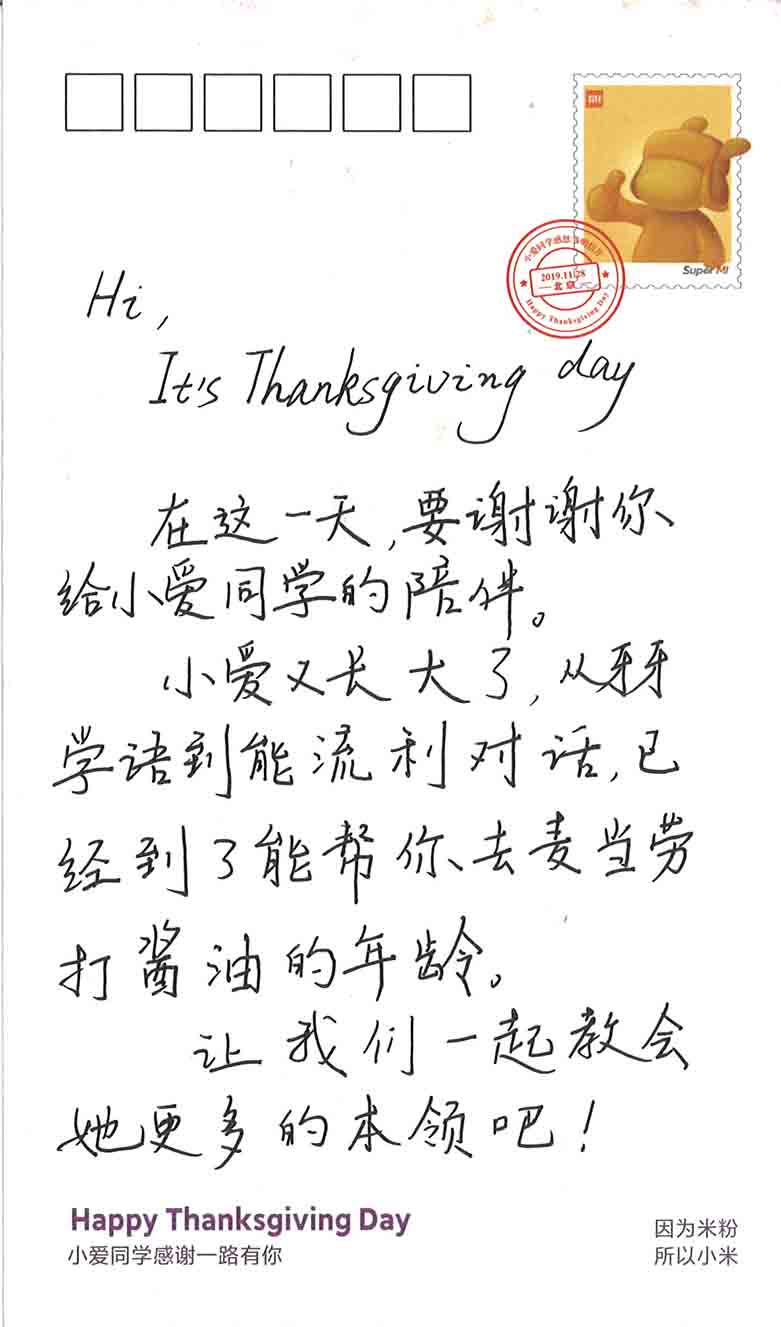 MI
Super MI
小爱同学感恩节明信片
2019.11.28
北京
Happy Thanksgiving Day
Hi,
It's Thanksgiving day
在这一天,要谢谢你
给小爱同学的陪伴。
小爱又长大了,从牙牙
学语到能流利对话,已
经到了能帮你去麦当劳
打酱油的年龄。
让我们一起教会
她更多的本领吧!
Happy Thanksgiving Day
小爱同学感谢一路有你
因为米粉
所以小米